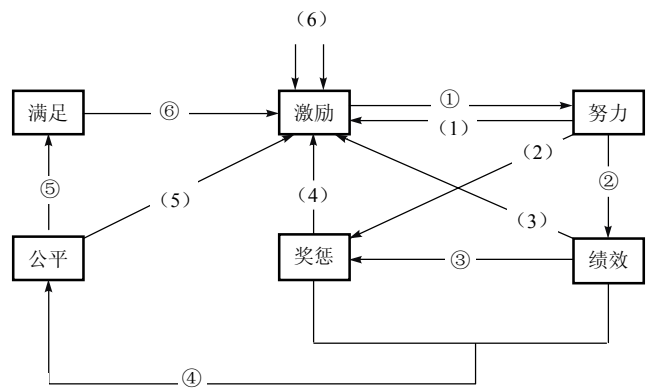 （6）
满足
⑥
激励
①
努力
（1）
（2）
②
⑤
（5）
（4）
（3）
公平
奖惩
③
绩效
④